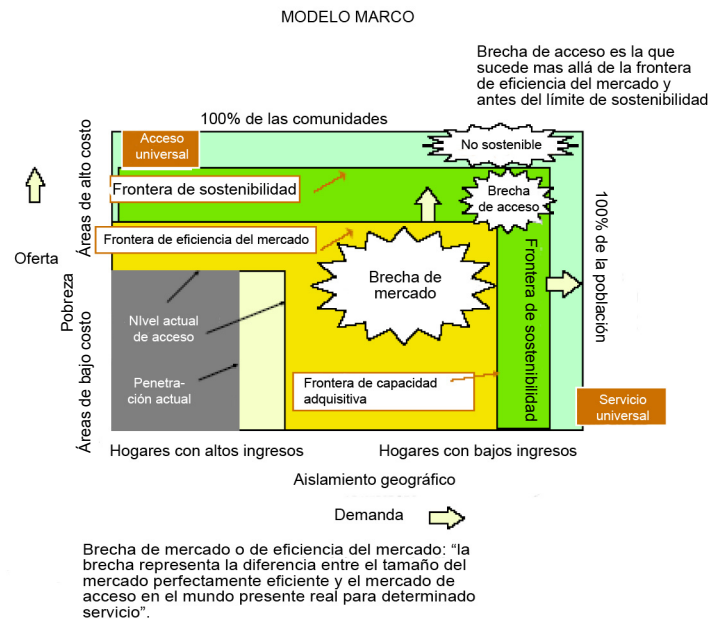 MODELO MARCO
Brecha de acceso es la que
sucede mas allá de la frontera
de eficiencia del mercado y
antes del límite de sostenibilidad
100% de las comunidades
Acceso
universal
No sostenible
Áreas de alto costo
Frontera de sostenibilidad
Brecha
de acceso
Frontera de eficiencia del mercado
100% de la población
Oferta
Brecha de
mercado
Frontera de sostenibilidad
Pobreza
NIvel actual
de acceso
Penetra-
ción actual
Áreas de bajo costo
Frontera de capacidad
adquisitiva
Servicio
universal
Hogares con altos ingresos
Hogares con bajos ingresos
Aislamiento geográfico
Demanda
Brecha de mercado o de eficiencia del mercado: “la
brecha representa la diferencia entre el tamaño del
mercado perfectamente eficiente y el mercado de
acceso en el mundo presente real para determinado
servicio”.